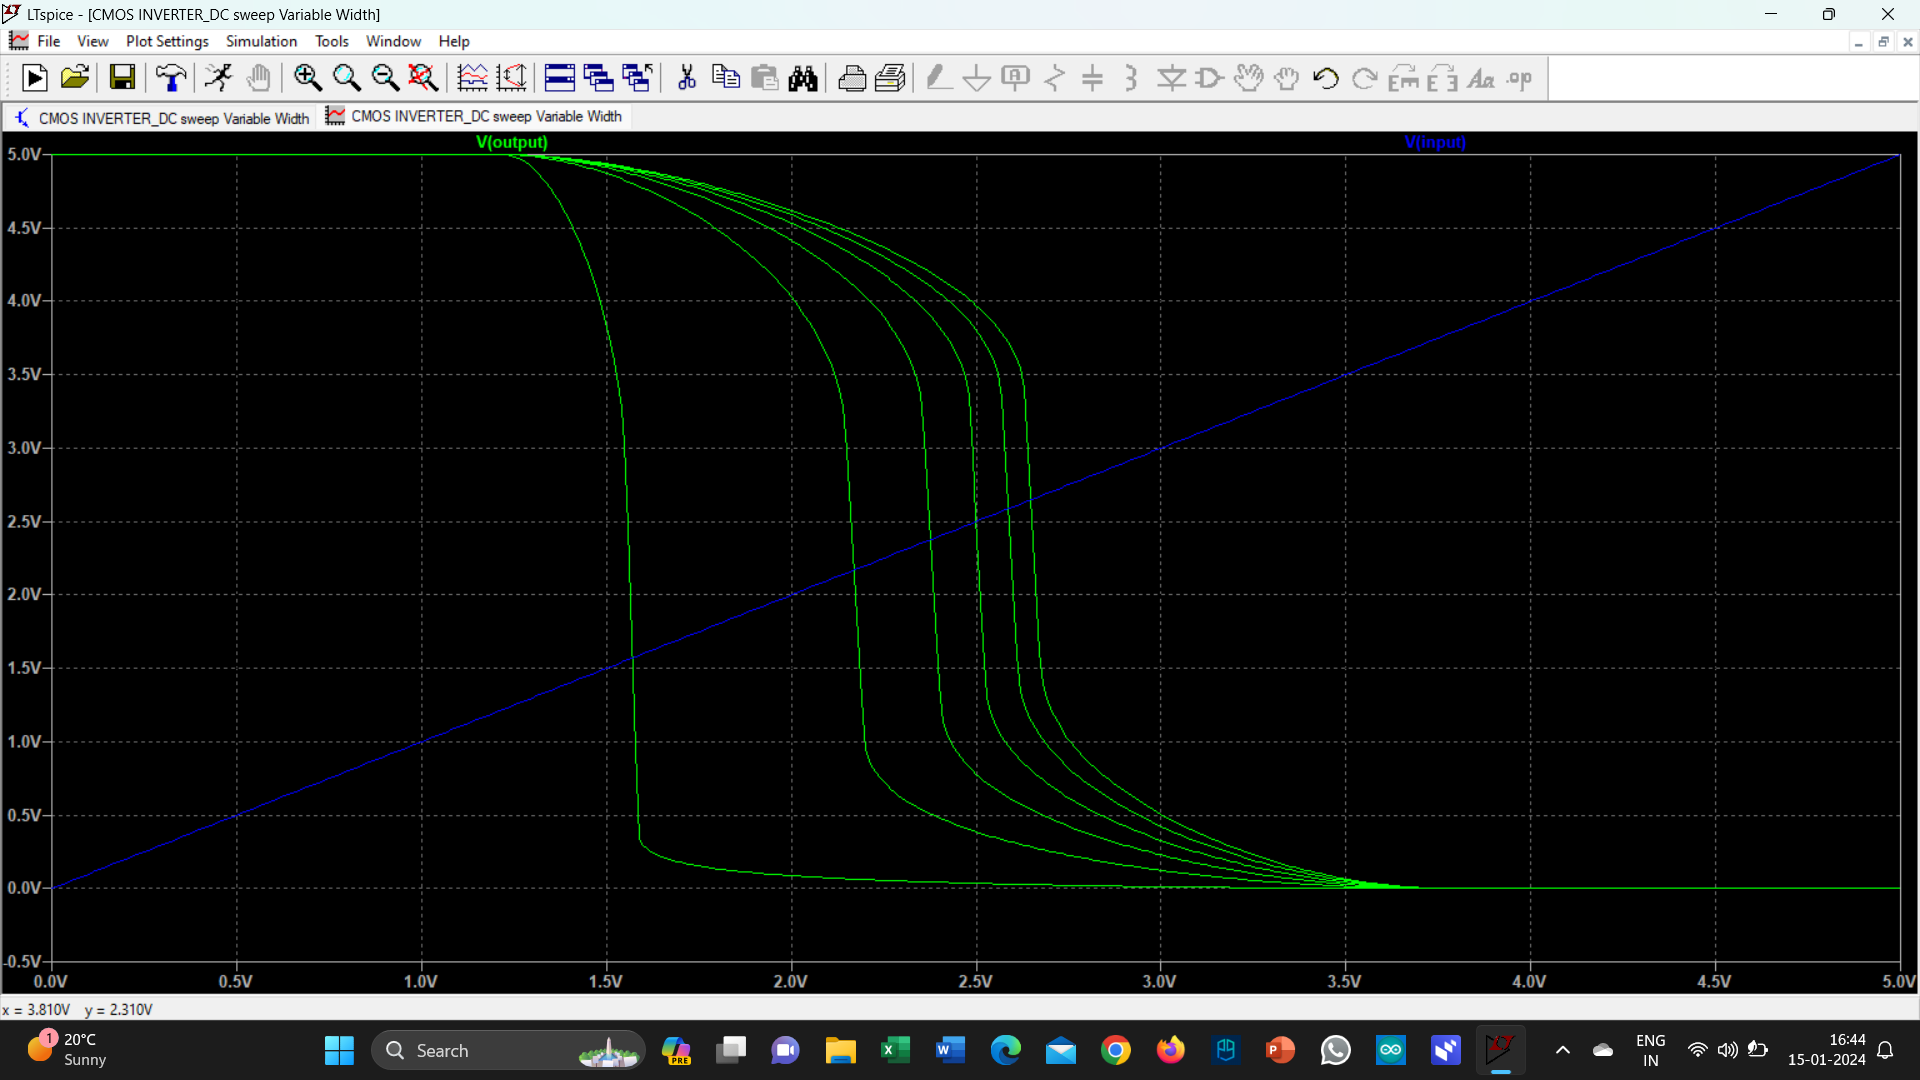 LTspice - [CMOS INVERTER_DC sweep Variable Width]
File View Plot Settings Simulation Tools Window Help
.op
CMOS INVERTER_DC sweep Variable Width
CMOS INVERTER_DC sweep Variable Width
V(output)
V(input)
5.0V
4.5V
4.0V
3.5V
3.0V
2.5V
2.0V
1.5V
1.0V
0.5V
0.0V
-0.5V
0.0V 0.5V 1.0V 1.5V 2.0V 2.5V 3.0V 3.5V 4.0V 4.5V 5.0V
x = 3.810V y = 2.310V
1
20°C
Sunny
Search
PRE
ENG
IN
16:44
15-01-2024